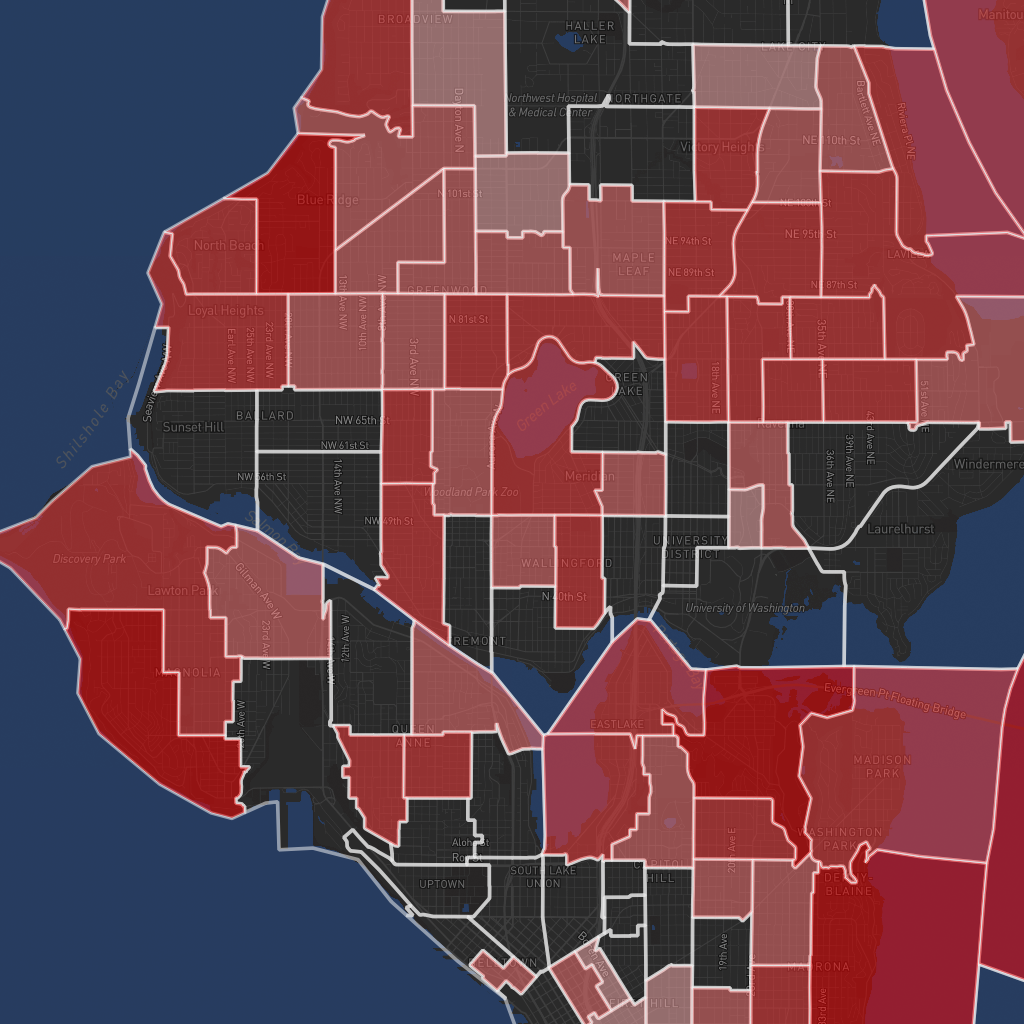 BROADVIEW
HALLER
LAKE
Manitou
LAKE CITY
Dayton Ave N
Northwest Hospital
& Medical Center
NORTHGATE
Bartlett Ave NE
Riviera Pl NE
Victory Heights
NE 110th St
Blue Ridge
N 101st St
NE 100th St
North Beach
NE 94th St
NE 95th St
MAPLE
LEAF
NE 89th St
NE 87th St
13th Ave NW
GREENWOOD
Loyal Heights
10th Ave NW
N 81st St
Earl Ave NW
25th Ave NW
23rd Ave NW
3rd Ave NW
35th Ave NE
18th Ave NE
GREEN
LAKE
Green Lake
Shilshole Bay
BALLARD
Sunset Hill
NW 65th St
NW 61st St
51st Ave NE
43rd Ave NE
39th Ave NE
36th Ave NE
Ravenna
Windermere
NW 56th St
14th Ave NW
Woodland Park Zoo
Meridian
NW 49th St
Laurelhurst
UNIVERSITY
DISTRICT
Discovery Park
WALLINGFORD
Lawton Park
Gilman Ave W
N 40th St
University of Washington
23rd Ave W
12th Ave W
FREMONT
MAGNOLIA
Evergreen Pt Floating Bridge
QUEEN
ANNE
EASTLAKE
MADISON
PARK
WASHINGTON
PARK
Aloha St
Roy St
20th Ave E
CAPITOL
HILL
UPTOWN
SOUTH LAKE
UNION
DENNY-
BLAINE
BELLTOWN
19th Ave
MADRONA
33rd Ave
FIRST HILL